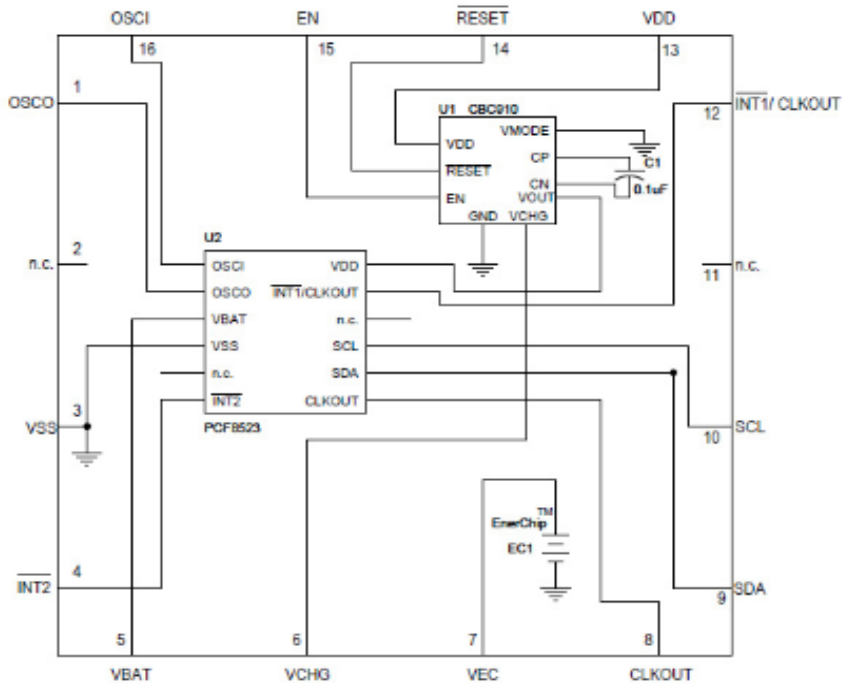 OSCI EN RESET VDD
16 15 14 13
1
OSCO
12 INT1/ CLKOUT
U1 CBC910
VMODE
VDD
CP C1
RESET
CN 0.1uF
EN VOUT
GND VCHG
U2
2
n.c.
11 n.c.
OSCI VDD
OSCO INT1/CLKOUT
VBAT n.c.
VSS SCL
n.c. SDA
INT2 CLKOUT
PCF8523
3
VSS
10 SCL
TM
EnerChip
EC1
4
INT2
9 SDA
5 6 7 8
VBAT VCHG VEC CLKOUT